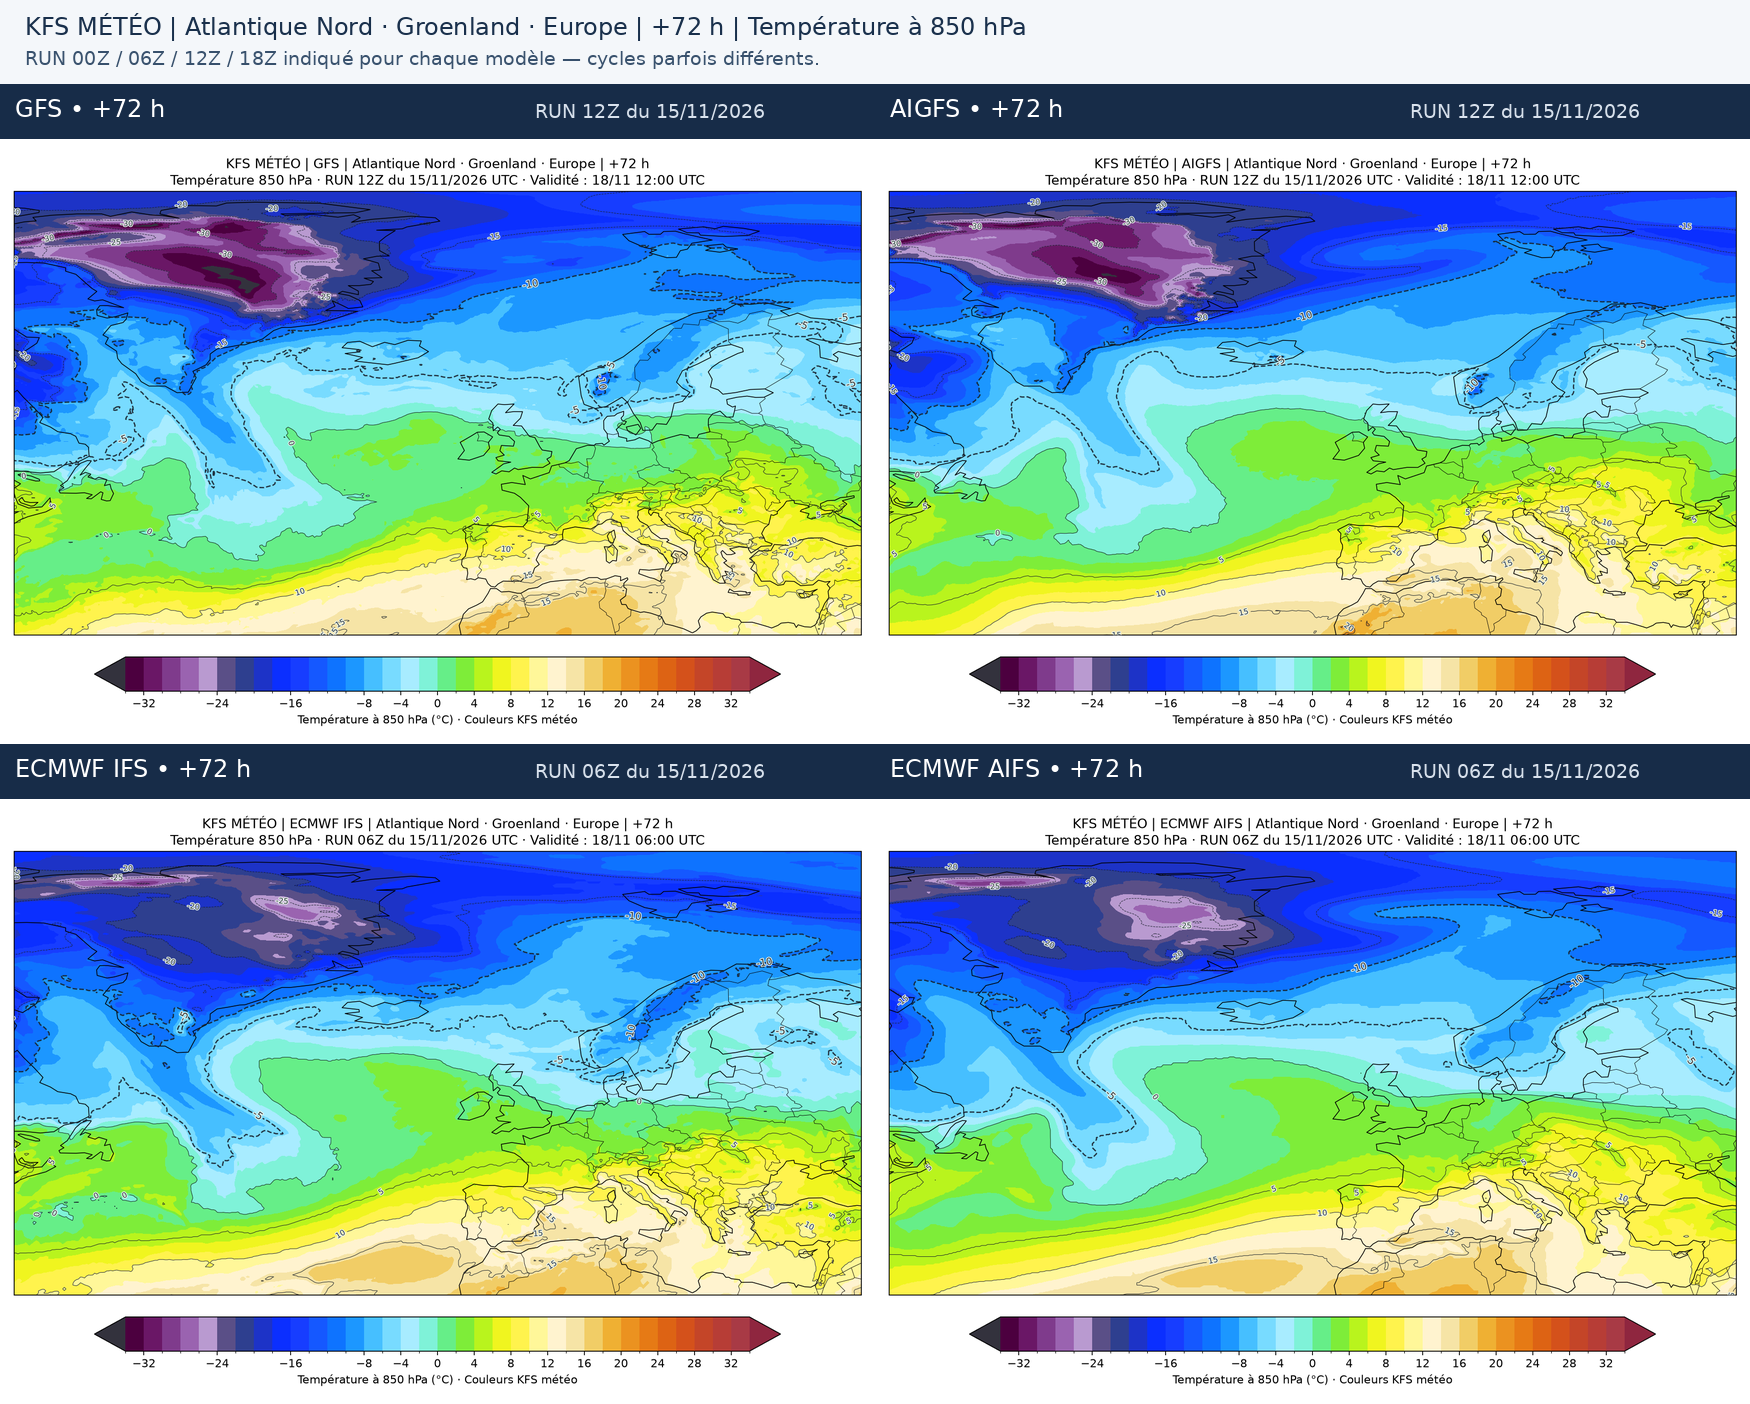 KFS MÉTÉO | Atlantique Nord · Groenland · Europe | +72 h | Température à 850 hPa
RUN 00Z / 06Z / 12Z / 18Z indiqué pour chaque modèle — cycles parfois différents.
GFS • +72 h
RUN 12Z du 15/11/2026
AIGFS • +72 h
RUN 12Z du 15/11/2026
KFS MÉTÉO | GFS | Atlantique Nord · Groenland · Europe | +72 h
Température 850 hPa · RUN 12Z du 15/11/2026 UTC · Validité : 18/11 12:00 UTC
KFS MÉTÉO | AIGFS | Atlantique Nord · Groenland · Europe | +72 h
Température 850 hPa · RUN 12Z du 15/11/2026 UTC · Validité : 18/11 12:00 UTC
−32 −24 −16 −8 −4 0 4 8 12 16 20 24 28 32
Température à 850 hPa (°C) · Couleurs KFS météo
−32 −24 −16 −8 −4 0 4 8 12 16 20 24 28 32
Température à 850 hPa (°C) · Couleurs KFS météo
ECMWF IFS • +72 h
RUN 06Z du 15/11/2026
ECMWF AIFS • +72 h
RUN 06Z du 15/11/2026
KFS MÉTÉO | ECMWF IFS | Atlantique Nord · Groenland · Europe | +72 h
Température 850 hPa · RUN 06Z du 15/11/2026 UTC · Validité : 18/11 06:00 UTC
KFS MÉTÉO | ECMWF AIFS | Atlantique Nord · Groenland · Europe | +72 h
Température 850 hPa · RUN 06Z du 15/11/2026 UTC · Validité : 18/11 06:00 UTC
−32 −24 −16 −8 −4 0 4 8 12 16 20 24 28 32
Température à 850 hPa (°C) · Couleurs KFS météo
−32 −24 −16 −8 −4 0 4 8 12 16 20 24 28 32
Température à 850 hPa (°C) · Couleurs KFS météo